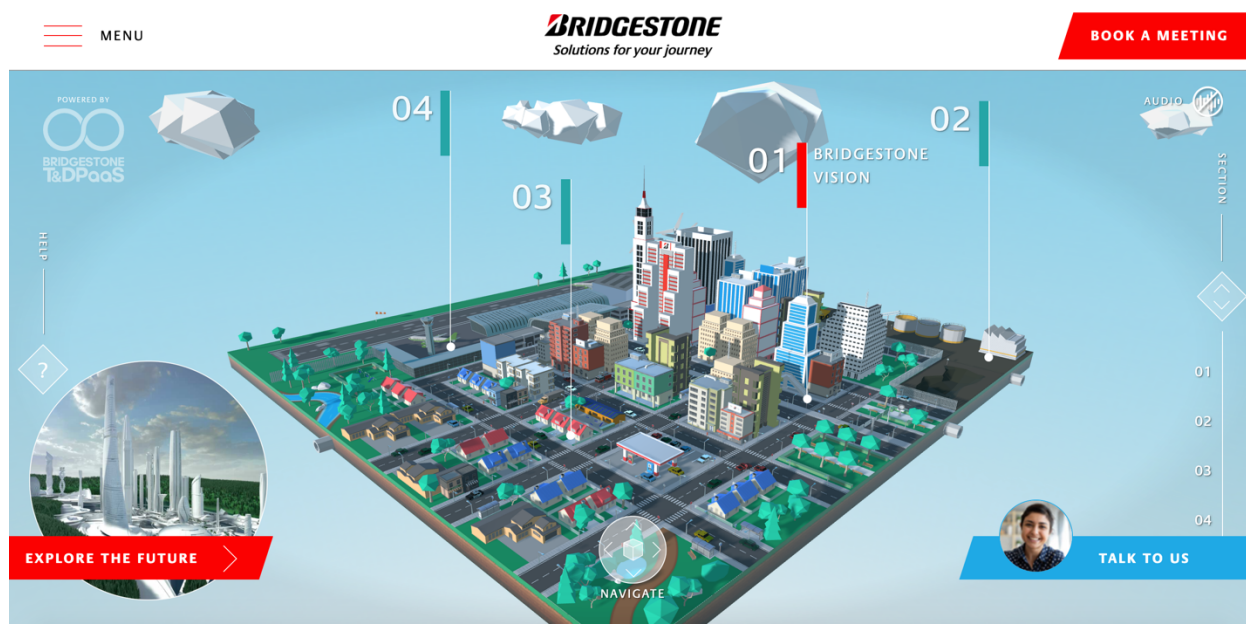 MENU
BRIDGESTONE
Solutions for your journey
BOOK A MEETING
POWERED BY
BRIDGESTONE
T&DPaaS
04
03
01
BRIDGESTONE
VISION
02
AUDIO
SECTION
HELP
?
01
02
03
04
EXPLORE THE FUTURE
NAVIGATE
TALK TO US